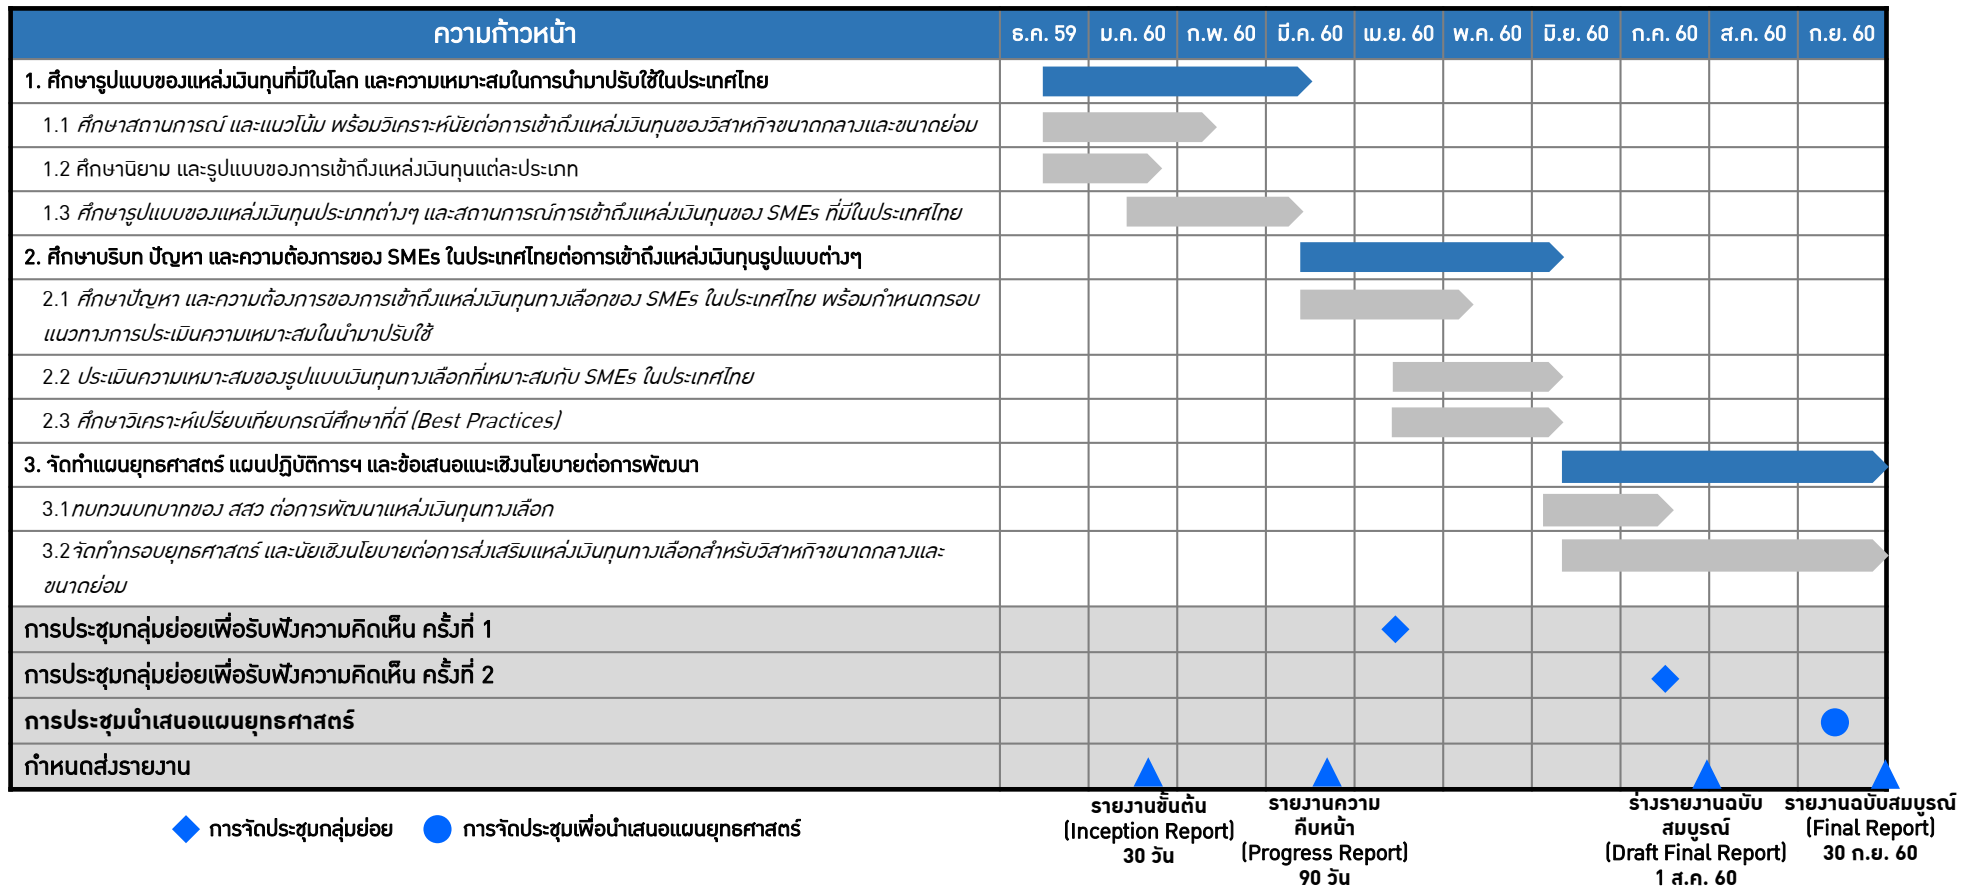 ความก้าวหน้า ธ.ค. 59 ม.ค. 60 ก.พ. 60 มี.ค. 60 เม.ย. 60 พ.ค. 60 มิ.ย. 60 ก.ค. 60 ส.ค. 60 ก.ย. 60
1. ศึกษารูปแบบของแหล่งเงินทุนที่มีในโลก และความเหมาะสมในการนำมาปรับใช้ในประเทศไทย
1.1 ศึกษาสถานการณ์ และแนวโน้ม พร้อมวิเคราะห์นัยต่อการเข้าถึงแหล่งเงินทุนของวิสาหกิจขนาดกลางและขนาดย่อม
1.2 ศึกษานิยาม และรูปแบบของการเข้าถึงแหล่งเงินทุนแต่ละประเภท
1.3 ศึกษารูปแบบของแหล่งเงินทุนประเภทต่างๆ และสถานการณ์การเข้าถึงแหล่งเงินทุนของ SMEs ที่มีในประเทศไทย
2. ศึกษาบริบท ปัญหา และความต้องการของ SMEs ในประเทศไทยต่อการเข้าถึงแหล่งเงินทุนรูปแบบต่างๆ
2.1 ศึกษาปัญหา และความต้องการของการเข้าถึงแหล่งเงินทุนทางเลือกของ SMEs ในประเทศไทย พร้อมกำหนดกรอบ
แนวทางการประเมินความเหมาะสมในนำมาปรับใช้
2.2 ประเมินความเหมาะสมของรูปแบบเงินทุนทางเลือกที่เหมาะสมกับ SMEs ในประเทศไทย
2.3 ศึกษาวิเคราะห์เปรียบเทียบกรณีศึกษาที่ดี (Best Practices)
3. จัดทำแผนยุทธศาสตร์ แผนปฏิบัติการฯ และข้อเสนอแนะเชิงนโยบายต่อการพัฒนา
3.1ทบทวนบทบาทของ สสว ต่อการพัฒนาแหล่งเงินทุนทางเลือก
3.2จัดทำกรอบยุทธศาสตร์ และนัยเชิงนโยบายต่อการส่งเสริมแหล่งเงินทุนทางเลือกสำหรับวิสาหกิจขนาดกลางและ
ขนาดย่อม
การประชุมกลุ่มย่อยเพื่อรับฟังความคิดเห็น ครั้งที่ 1
การประชุมกลุ่มย่อยเพื่อรับฟังความคิดเห็น ครั้งที่ 2
การประชุมนำเสนอแผนยุทธศาสตร์
กำหนดส่งรายงาน
การจัดประชุมกลุ่มย่อย
การจัดประชุมเพื่อนำเสนอแผนยุทธศาสตร์
รายงานขั้นต้น
(Inception Report)
30 วัน
รายงานความ
คืบหน้า
(Progress Report)
90 วัน
ร่างรายงานฉบับ
สมบูรณ์
(Draft Final Report)
1 ส.ค. 60
รายงานฉบับสมบูรณ์
(Final Report)
30 ก.ย. 60